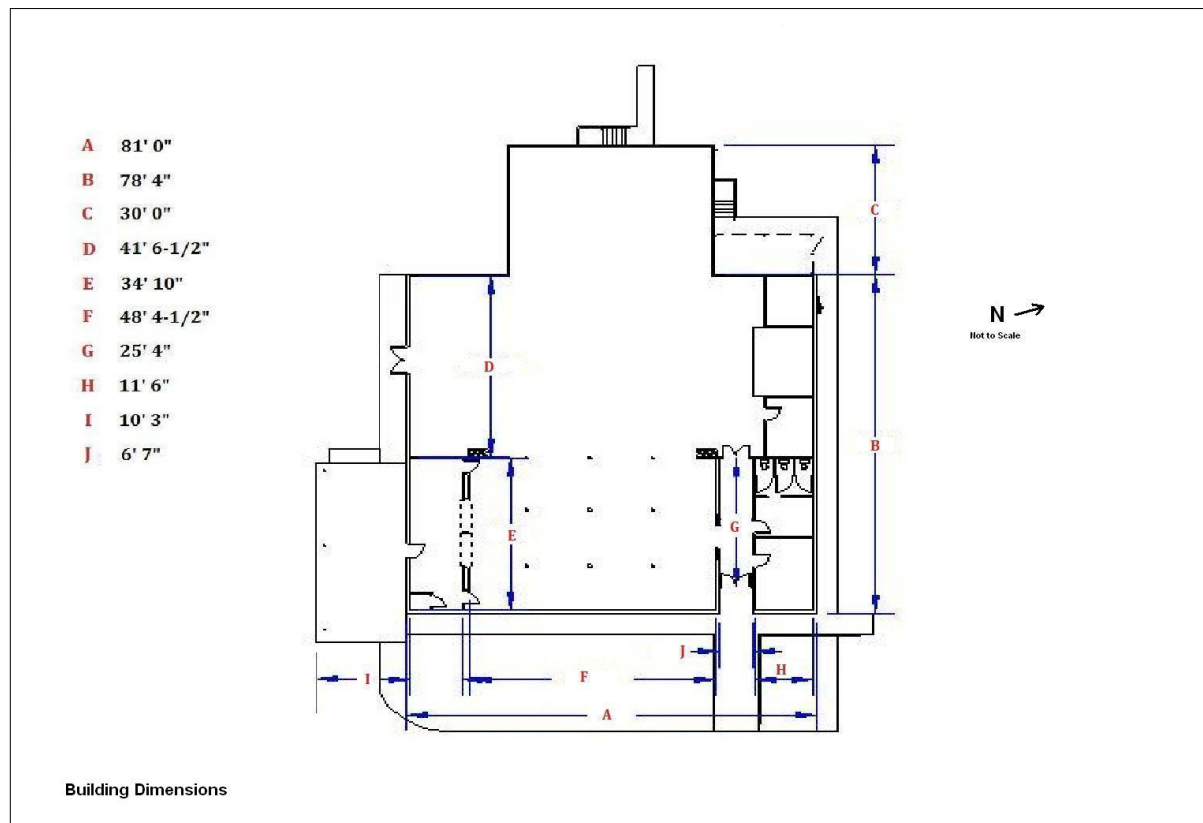 A 81' 0"
B 78' 4"
C 30' 0"
D 41' 6-1/2"
E 34' 10"
F 48' 4-1/2"
G 25' 4"
H 11' 6"
I 10' 3"
J 6' 7"
C
N
Not to Scale
D
B
G
E
J
H
I
F
A
Building Dimensions